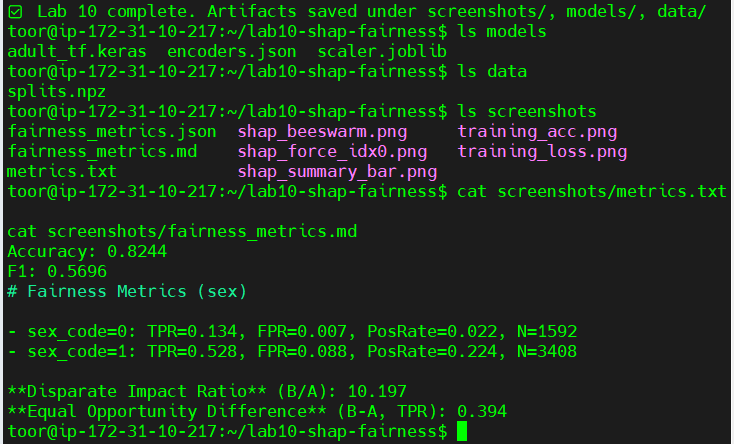 ☑ Lab 10 complete. Artifacts saved under screenshots/, models/, data/
toor@ip-172-31-10-217:~/lab10-shap-fairness$ ls models
adult_tf.keras  encoders.json  scaler.joblib
toor@ip-172-31-10-217:~/lab10-shap-fairness$ ls data
splits.npz
toor@ip-172-31-10-217:~/lab10-shap-fairness$ ls screenshots
fairness_metrics.json  shap_beeswarm.png     training_acc.png
fairness_metrics.md    shap_force_idx0.png   training_loss.png
metrics.txt            shap_summary_bar.png
toor@ip-172-31-10-217:~/lab10-shap-fairness$ cat screenshots/metrics.txt

cat screenshots/fairness_metrics.md
Accuracy: 0.8244
F1: 0.5696
# Fairness Metrics (sex)

- sex_code=0: TPR=0.134, FPR=0.007, PosRate=0.022, N=1592
- sex_code=1: TPR=0.528, FPR=0.088, PosRate=0.224, N=3408

**Disparate Impact Ratio** (B/A): 10.197
**Equal Opportunity Difference** (B-A, TPR): 0.394
toor@ip-172-31-10-217:~/lab10-shap-fairness$